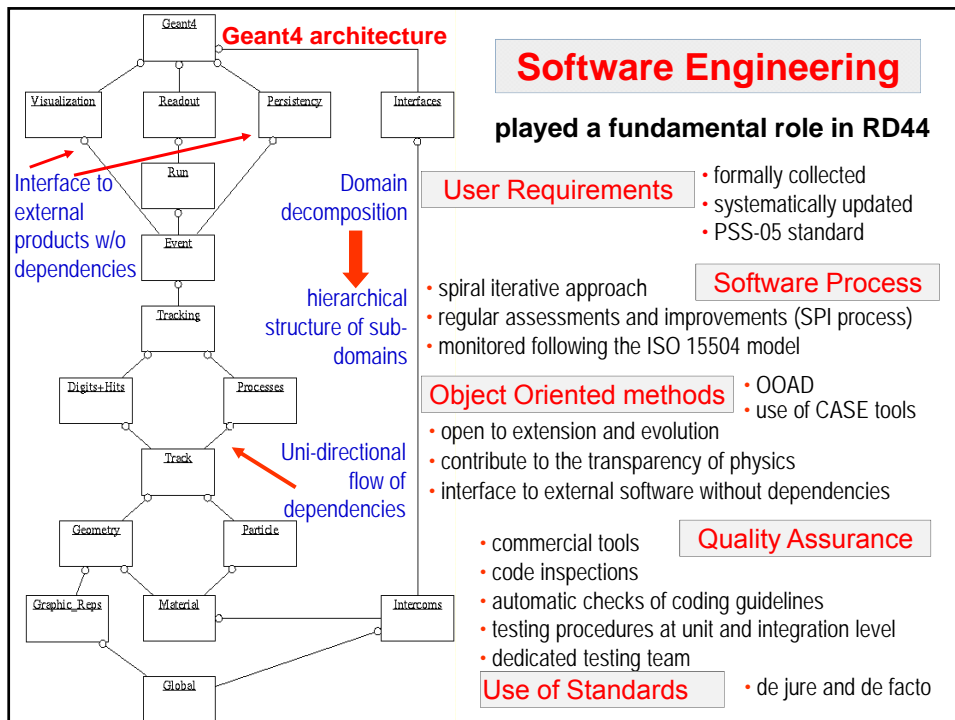 Geant4
Geant4 architecture
Visualization
Readout
Persistency
Interfaces
Run
Interface to
external
products w/o
dependencies
Domain
decomposition
Event
hierarchical
structure of sub-
domains
Tracking
Digits+Hits
Processes
Track
Uni-directional
flow of
dependencies
Geometry
Particle
Graphic_Reps
Material
Intercoms
Global
Software Engineering
played a fundamental role in RD44
User Requirements
• formally collected
• systematically updated
• PSS-05 standard
Software Process
• spiral iterative approach
• regular assessments and improvements (SPI process)
• monitored following the ISO 15504 model
Object Oriented methods
• OOAD
• use of CASE tools
• open to extension and evolution
• contribute to the transparency of physics
• interface to external software without dependencies
Quality Assurance
• commercial tools
• code inspections
• automatic checks of coding guidelines
• testing procedures at unit and integration level
• dedicated testing team
Use of Standards
• de jure and de facto